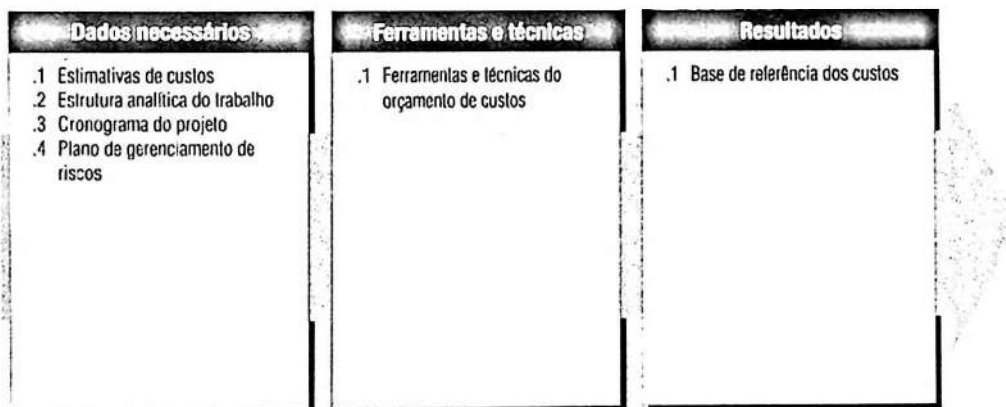 Dados necessários
.1 Estimativas de custos
.2 Estrutura analítica do trabalho
.3 Cronograma do projeto
.4 Plano de gerenciamento de
riscos
Ferramentas e técnicas
.1 Ferramentas e técnicas do
orçamento de custos
Resultados
.1 Base de referência dos custos